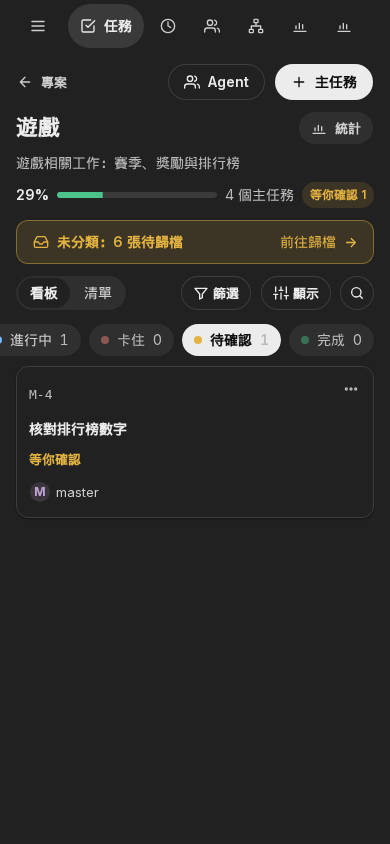 任務
專案
Agent
主任務
遊戲
統計
遊戲相關工作: 賽季、獎勵與排行榜
29%
4 個主任務
等你確認 1
未分類: 6 張待歸檔
前往歸檔
看板
清單
篩選
顯示
進行中 1
卡住 0
待確認 1
完成 0
M-4
核對排行榜數字
等你確認
M
master